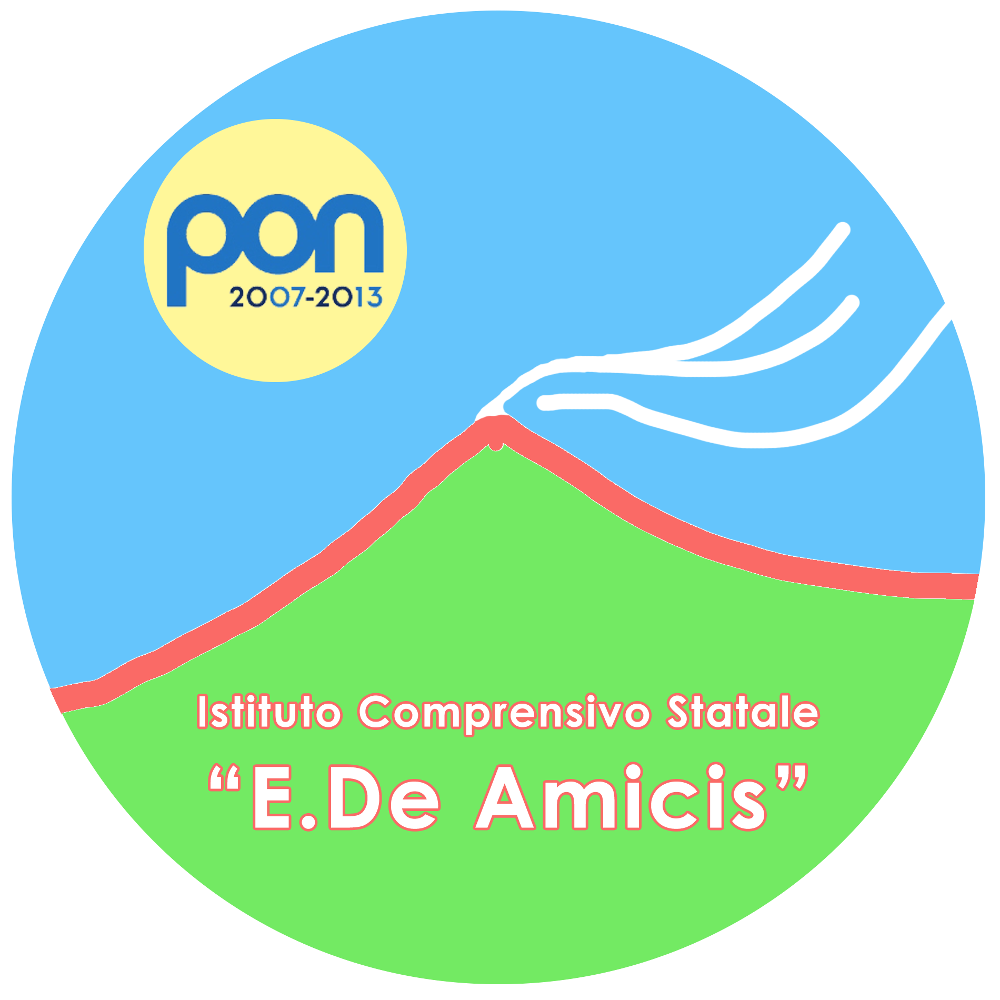 pon
2007-2013
Istituto Comprensivo Statale
“E.De Amicis”